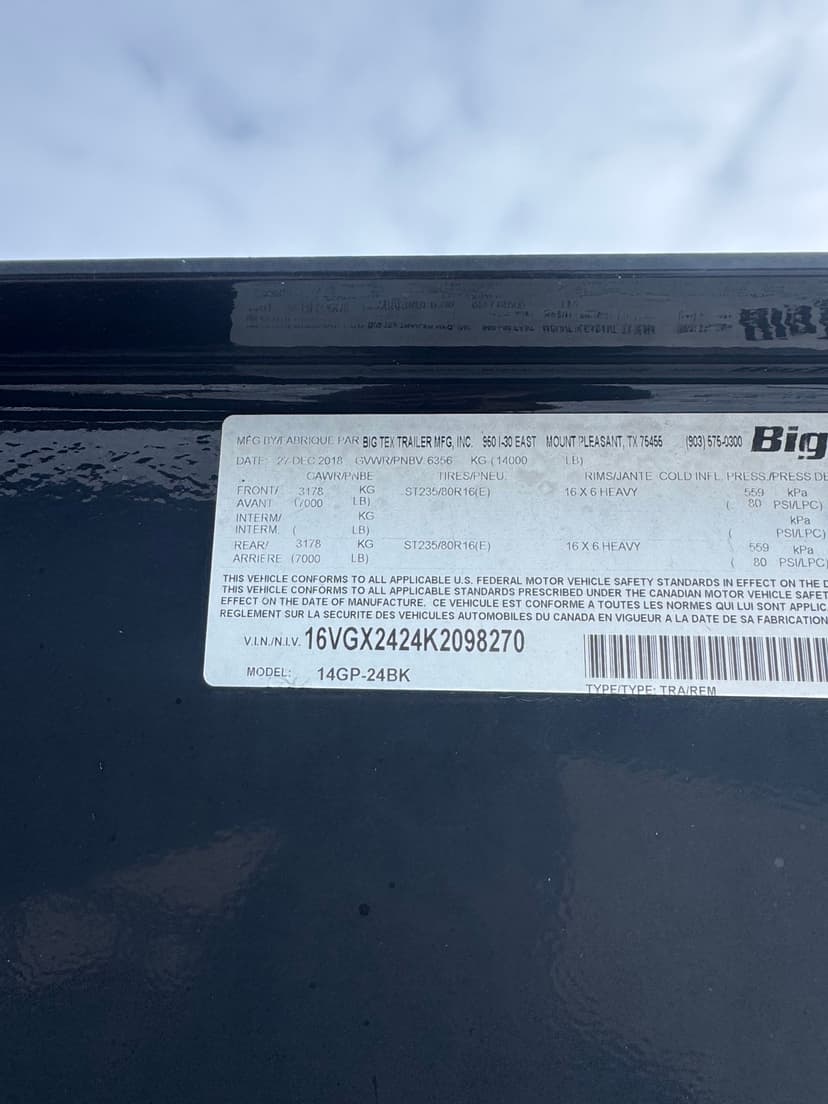 MFG BY/FABRIQUE PAR BIG TEX TRAILER MFG, INC. 950 I-30 EAST MOUNT PLEASANT, TX 75455 (903) 575-0300 Big
DATE: 27 DEC 2018 GVWR/PNBV 6356 KG (14000 LB)
GAWR/PNBE TIRES/PNEU. RIMS/JANTE COLD INFL. PRESS./PRESS DE
FRONT/ 3178 KG ST235/80R16(E) 16 X 6 HEAVY 559 kPa
AVANT (7000 LB) ( 80 PSI/LPC)
INTERM/ KG kPa
INTERM. ( LB) ( PSI/LPC)
REAR/ 3178 KG ST235/80R16(E) 16 X 6 HEAVY 559 kPa
ARRIERE (7000 LB) ( 80 PSI/LPC)
THIS VEHICLE CONFORMS TO ALL APPLICABLE U.S. FEDERAL MOTOR VEHICLE SAFETY STANDARDS IN EFFECT ON THE D
THIS VEHICLE CONFORMS TO ALL APPLICABLE STANDARDS PRESCRIBED UNDER THE CANADIAN MOTOR VEHICLE SAFET
EFFECT ON THE DATE OF MANUFACTURE. CE VEHICULE EST CONFORME A TOUTES LES NORMES QUI LUI SONT APPLIC
REGLEMENT SUR LA SECURITE DES VEHICULES AUTOMOBILES DU CANADA EN VIGUEUR A LA DATE DE SA FABRICATION
V.I.N./N.I.V. 16VGX2424K2098270
MODEL: 14GP-24BK
TYPE/TYPE: TRA/REM